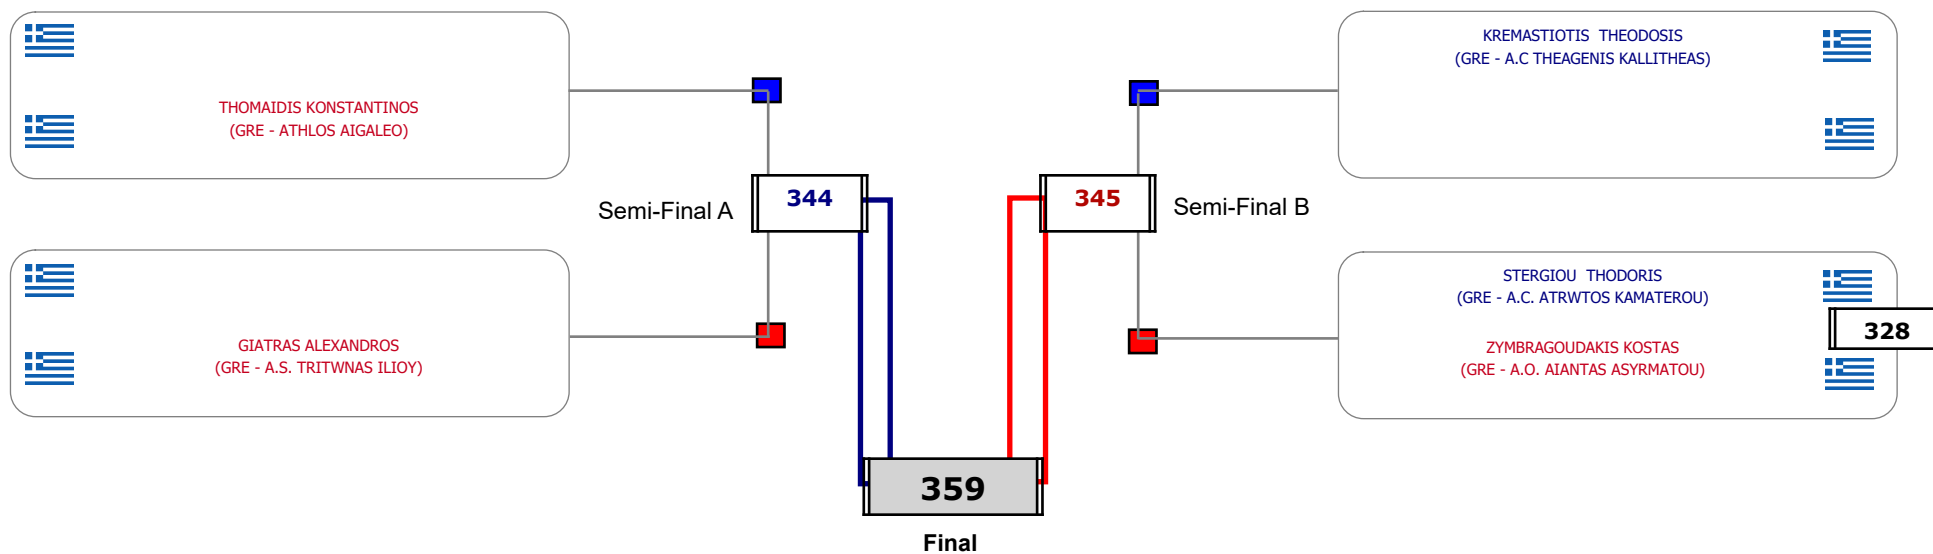 THOMAIDIS KONSTANTINOS
(GRE - ATHLOS AIGALEO)
KREMASTIOTIS THEODOSIS
(GRE - A.C THEAGENIS KALLITHEAS)
Semi-Final A
344
345
Semi-Final B
GIATRAS ALEXANDROS
(GRE - A.S. TRITWNAS ILIOY)
STERGIOU THODORIS
(GRE - A.C. ATRWTOS KAMATEROU)
328
ZYMBRAGOUDAKIS KOSTAS
(GRE - A.O. AIANTAS ASYRMATOU)
359
Final